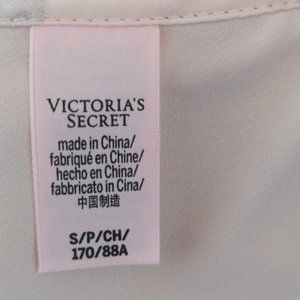 VICTORIA'S
SECRET
made in China/
fabriqué en Chine/
hecho en China/
fabbricato in Cina/
中国制造
S/P/CH/
170/88A